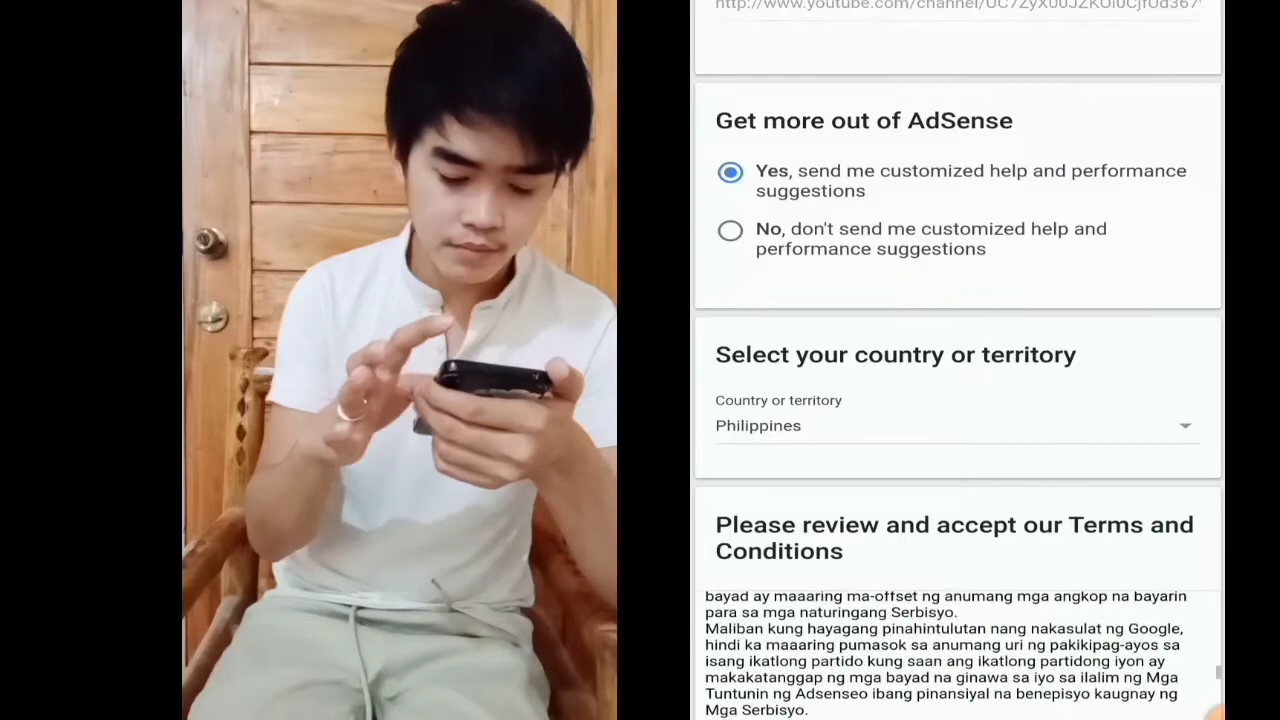 Get more out of AdSense
Yes, send me customized help and performance
suggestions
No, don't send me customized help and
performance suggestions
Select your country or territory
Country or territory
Philippines
Please review and accept our Terms and
Conditions
bayad ay maaaring ma-offset ng anumang mga angkop na bayarin
para sa mga naturingang Serbisyo.
Maliban kung hayagang pinahintulutan nang nakasulat ng Google,
hindi ka maaaring pumasok sa anumang uri ng pakikipag-ayos sa
isang ikatlong partido kung saan ang ikatlong partidong iyon ay
makakatanggap ng mga bayad na ginawa sa iyo sa ilalim ng Mga
Tuntunin ng Adsenseo ibang pinansiyal na benepisyo kaugnay ng
Mga Serbisyo.